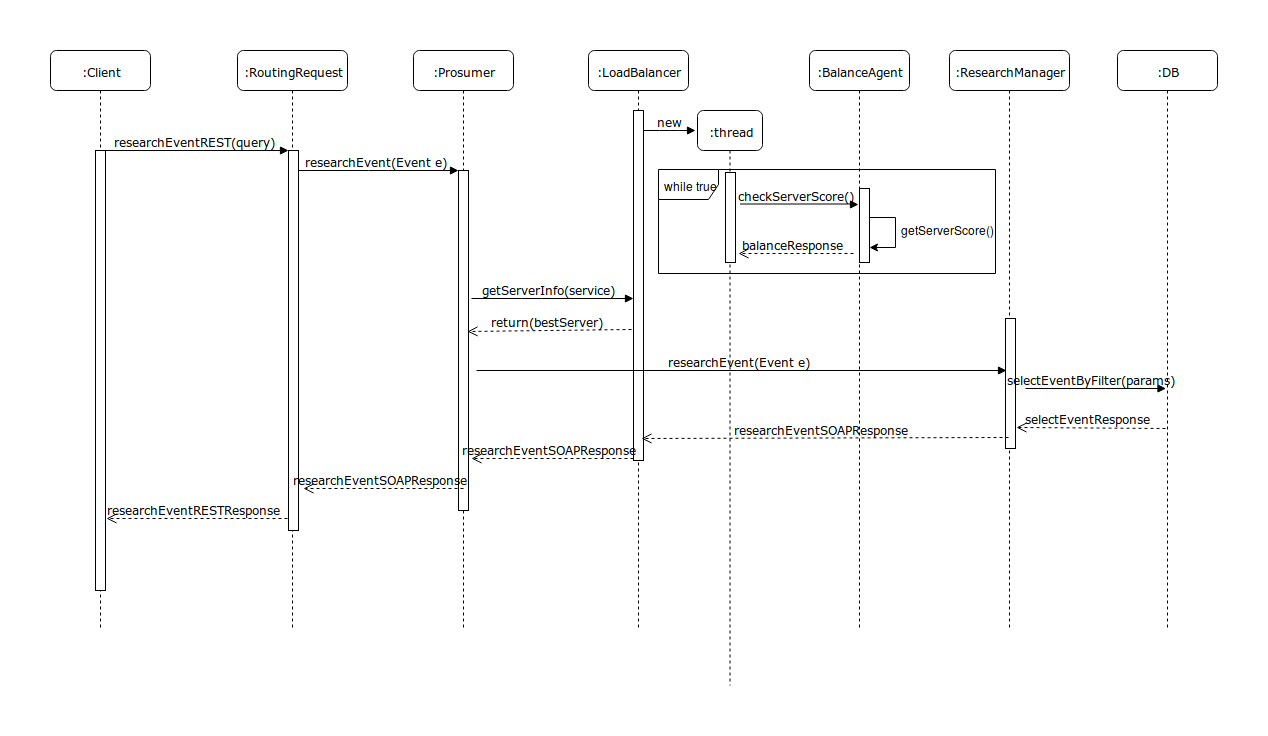 :Client
:RoutingRequest
:Prosumer
:LoadBalancer
:BalanceAgent
:ResearchManager
:DB
new
:thread
researchEventREST(query)
researchEvent(Event e)
while true
checkServerScore()
getServerScore()
balanceResponse
getServerInfo(service)
return(bestServer)
researchEvent(Event e)
selectEventByFilter(params)
selectEventResponse
researchEventSOAPResponse
researchEventSOAPResponse
researchEventSOAPResponse
researchEventRESTResponse